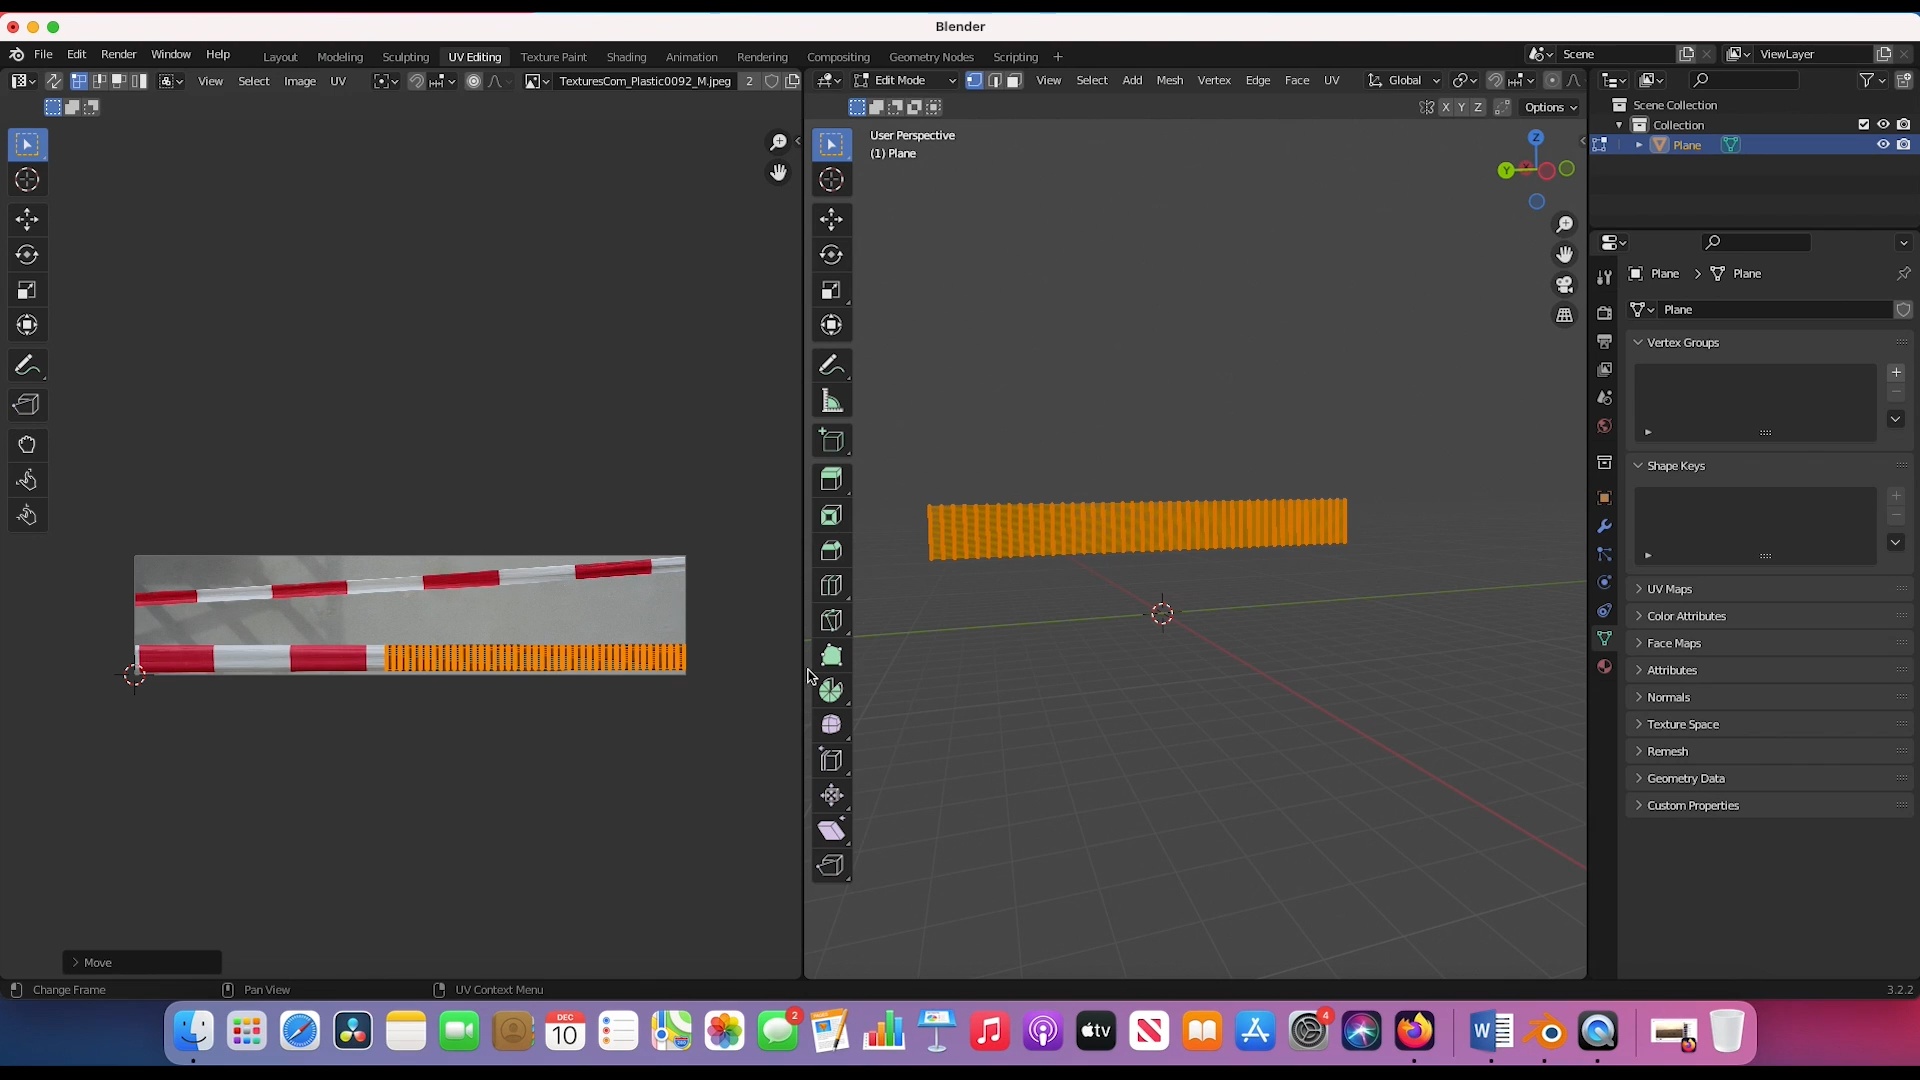 Blender
File Edit Render Window Help
Layout Modeling Sculpting UV Editing Texture Paint Shading Animation Rendering Compositing Geometry Nodes Scripting +
Scene
ViewLayer
View Select Image UV
TexturesCom_Plastic0092_M.jpeg 2
Edit Mode
View Select Add Mesh Vertex Edge Face UV
Global
X Y Z Options
User Perspective
(1) Plane
Z
Y
Scene Collection
Collection
Plane
Plane > Plane
Plane
Vertex Groups
Shape Keys
UV Maps
Color Attributes
Face Maps
Attributes
Normals
Texture Space
Remesh
Geometry Data
Custom Properties
Move
Change Frame
Pan View
UV Context Menu
3.2.2
DEC
10
2
tv
4